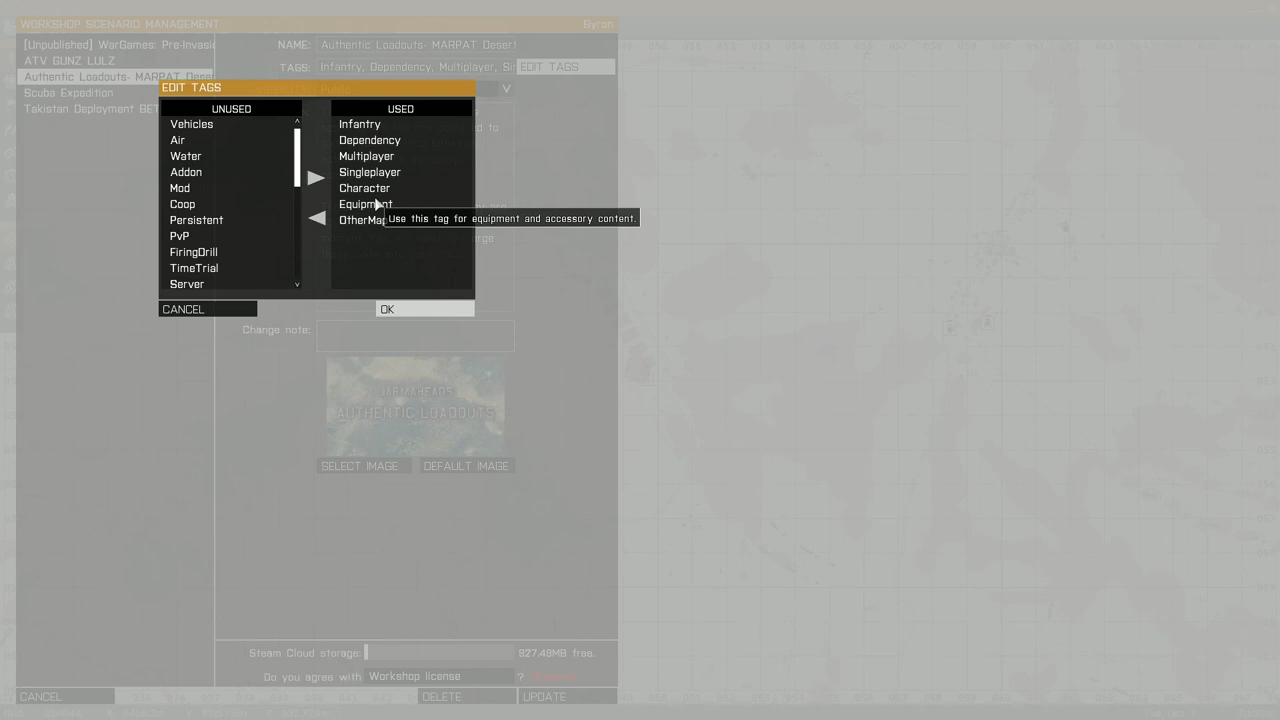 WORKSHOP SCENARIO MANAGEMENT
Byron
[Unpublished] WarGames: Pre-Invasi
ATV GUNZ LULZ
Authentic Loadouts- MARPAT Dese
Scuba Expedition
Takistan Deployment BET
NAME:
Authentic Loadouts- MARPAT Desert
TAGS:
Infantry, Dependency, Multiplayer, Si
EDIT TAGS
EDIT TAGS
Public
UNUSED
Vehicles
Air
Water
Addon
Mod
Coop
Persistent
PvP
FiringDrill
TimeTrial
Server
USED
Infantry
Dependency
Multiplayer
Singleplayer
Character
Equipment
OtherMap
Use this tag for equipment and accessory content.
CANCEL
OK
Change note:
JARMAHEADS
AUTHENTIC LOADOUTS
SELECT IMAGE
DEFAULT IMAGE
Steam Cloud storage:
927.49MB free.
Do you agree with
Workshop license
?
CANCEL
DELETE
UPDATE